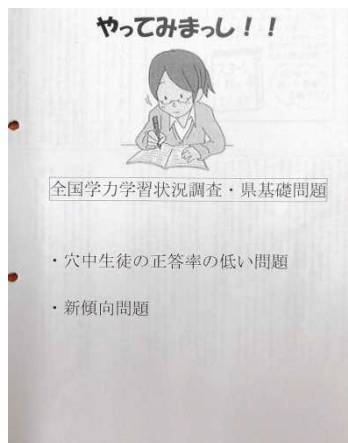 やってみまっし！！
全国学力学習状況調査・県基礎問題
・穴中生徒の正答率の低い問題
・新傾向問題